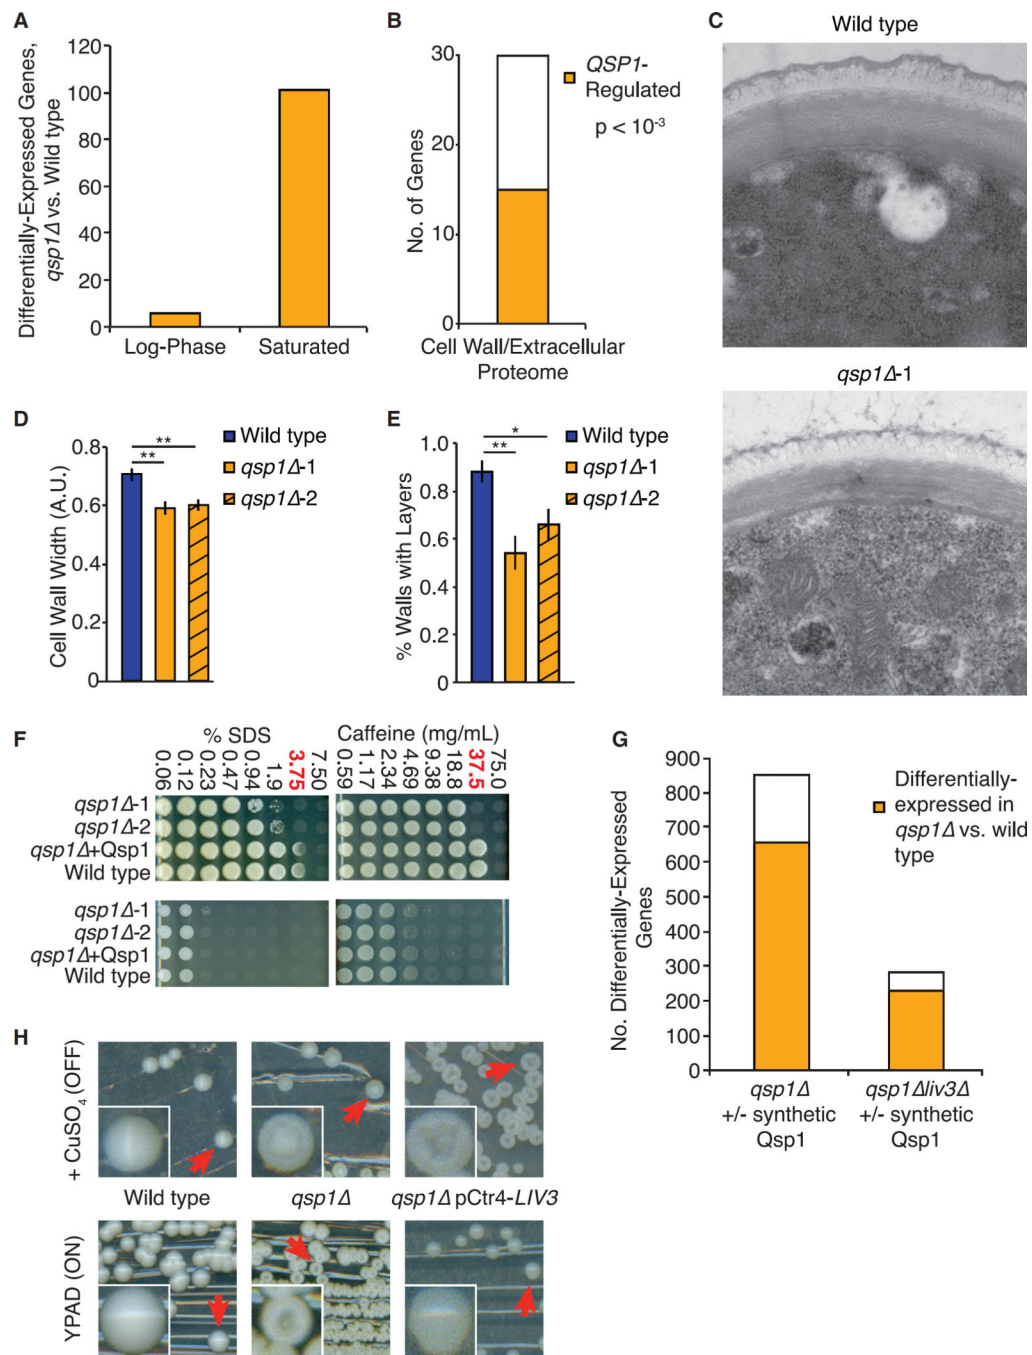 A
Differentially-Expressed Genes,
qsp1Δ vs. Wild type
120
100
80
60
40
20
0
Log-Phase
Saturated
B
No. of Genes
30
20
10
0
QSP1-
Regulated
p < 10-3
Cell Wall/Extracellular
Proteome
C
Wild type
qsp1Δ-1
D
Cell Wall Width (A.U.)
0.8
0.6
0.4
0.2
0
**
**
Wild type
qsp1Δ-1
qsp1Δ-2
E
% Walls with Layers
1.0
0.8
0.6
0.4
0.2
0
*
**
Wild type
qsp1Δ-1
qsp1Δ-2
F
% SDS
0.06 0.12 0.23 0.47 0.94 1.9 3.75 7.50
Caffeine (mg/mL)
0.59 1.17 2.34 4.69 9.38 18.8 37.5 75.0
qsp1Δ-1
qsp1Δ-2
qsp1Δ+Qsp1
Wild type
qsp1Δ-1
qsp1Δ-2
qsp1Δ+Qsp1
Wild type
G
No. Differentially-Expressed
Genes
900
800
700
600
500
400
300
200
100
0
Differentially-
expressed in
qsp1Δ vs. wild
type
qsp1Δ
+/- synthetic
Qsp1
qsp1Δliv3Δ
+/- synthetic
Qsp1
H
+ CuSO4 (OFF)
Wild type
qsp1Δ
qsp1Δ pCtr4-LIV3
YPAD (ON)